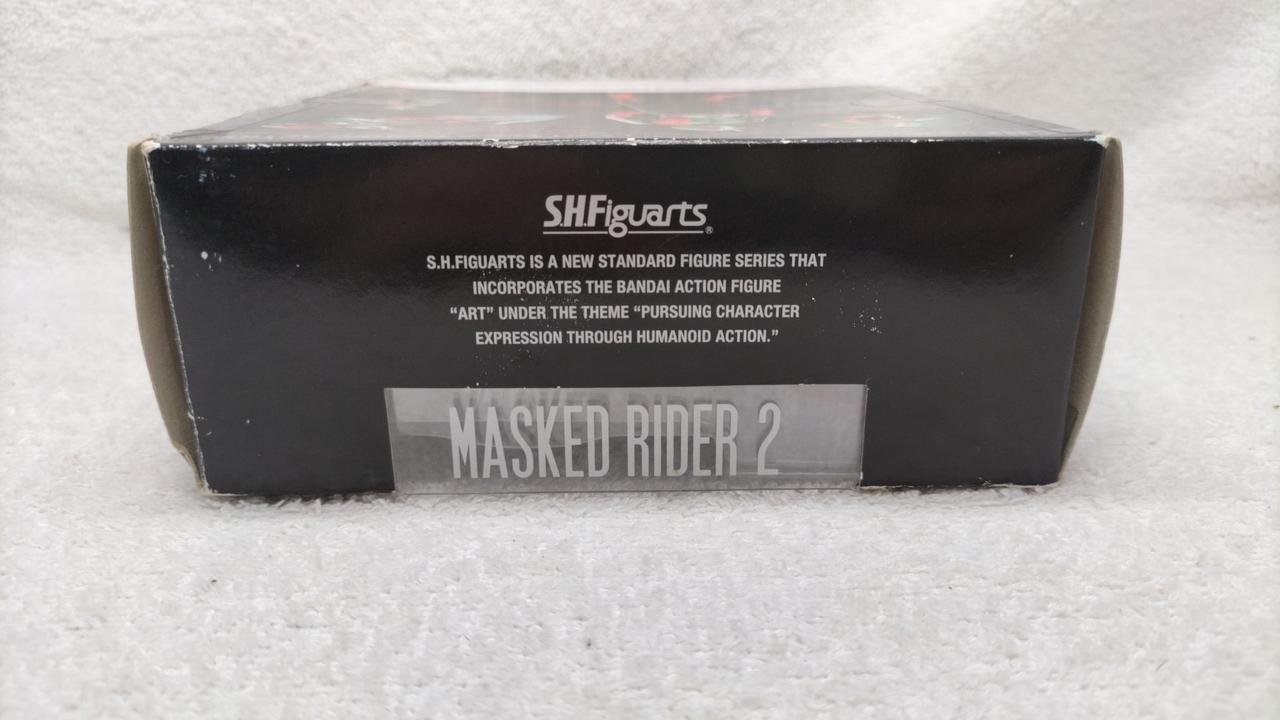 S.H.Figuarts®
S.H.FIGUARTS IS A NEW STANDARD FIGURE SERIES THAT
INCORPORATES THE BANDAI ACTION FIGURE
“ART” UNDER THE THEME “PURSUING CHARACTER
EXPRESSION THROUGH HUMANOID ACTION.”
MASKED RIDER 2